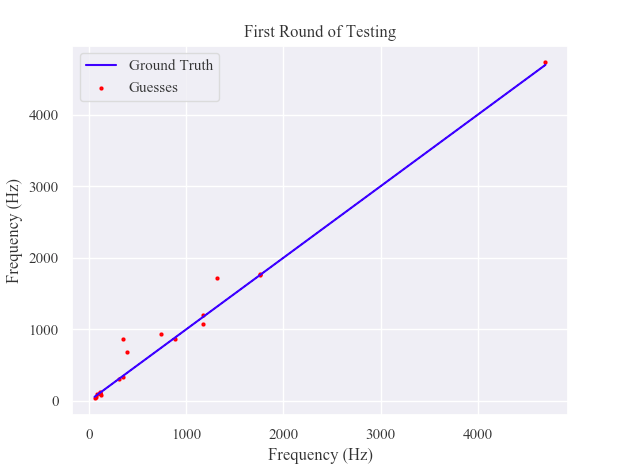 First Round of Testing
Ground Truth
Guesses
Frequency (Hz)
4000
3000
2000
1000
0
0 1000 2000 3000 4000
Frequency (Hz)